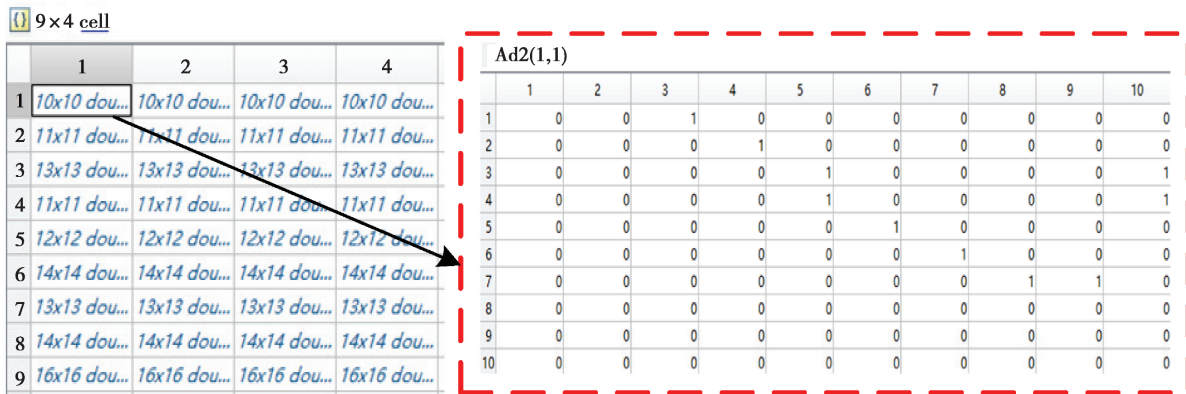 {} 9×4 cell
1 2 3 4
1 10x10 dou... 10x10 dou... 10x10 dou... 10x10 dou...
2 11x11 dou... 11x11 dou... 11x11 dou... 11x11 dou...
3 13x13 dou... 13x13 dou... 13x13 dou... 13x13 dou...
4 11x11 dou... 11x11 dou... 11x11 dou... 11x11 dou...
5 12x12 dou... 12x12 dou... 12x12 dou... 12x12 dou...
6 14x14 dou... 14x14 dou... 14x14 dou... 14x14 dou...
7 13x13 dou... 13x13 dou... 13x13 dou... 13x13 dou...
8 14x14 dou... 14x14 dou... 14x14 dou... 14x14 dou...
9 16x16 dou... 16x16 dou... 16x16 dou... 16x16 dou...
Ad2(1,1)
1 2 3 4 5 6 7 8 9 10
1 0 0 1 0 0 0 0 0 0 0
2 0 0 0 1 0 0 0 0 0 0
3 0 0 0 0 1 0 0 0 0 1
4 0 0 0 0 1 0 0 0 0 1
5 0 0 0 0 0 1 0 0 0 0
6 0 0 0 0 0 0 1 0 0 0
7 0 0 0 0 0 0 0 1 1 0
8 0 0 0 0 0 0 0 0 0 0
9 0 0 0 0 0 0 0 0 0 0
10 0 0 0 0 0 0 0 0 0 0